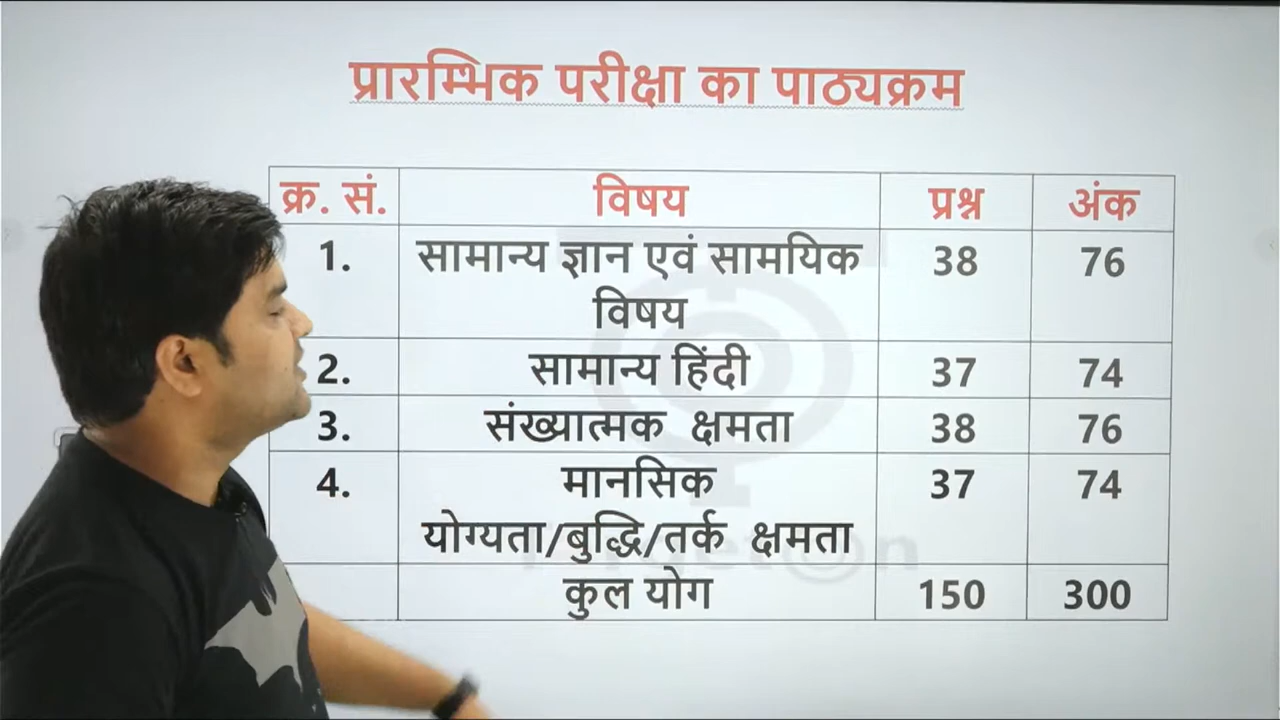 प्रारम्भिक परीक्षा का पाठ्यक्रम
क्र. सं. विषय प्रश्न अंक
1. सामान्य ज्ञान एवं सामयिक विषय 38 76
2. सामान्य हिंदी 37 74
3. संख्यात्मक क्षमता 38 76
4. मानसिक योग्यता/बुद्धि/तर्क क्षमता 37 74
कुल योग 150 300